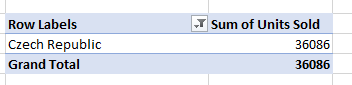 Row Labels Sum of Units Sold
Czech Republic 36086
Grand Total 36086